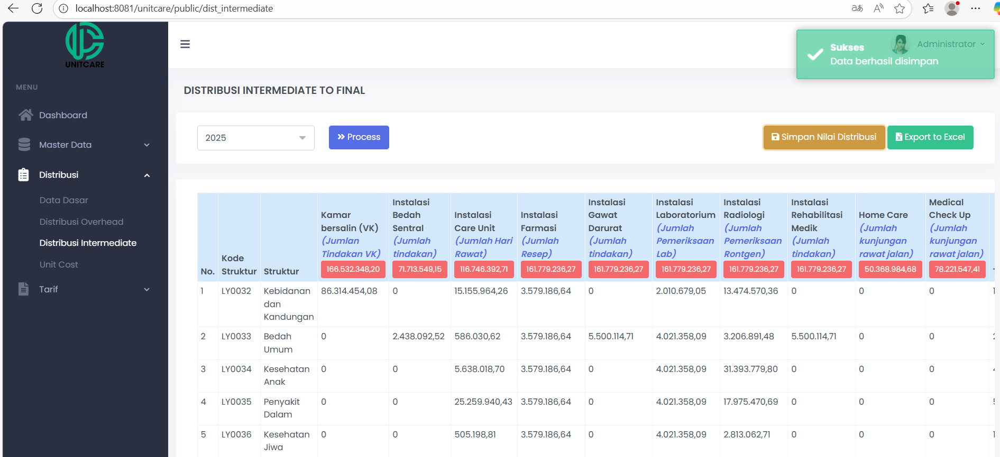 localhost:8081/unitcare/public/dist_intermediate
UNITCARE
MENU
Dashboard
Master Data
Distribusi
Data Dasar
Distribusi Overhead
Distribusi Intermediate
Unit Cost
Tarif
Sukses
Data berhasil disimpan
Administrator
DISTRIBUSI INTERMEDIATE TO FINAL
2025
Process
Simpan Nilai Distribusi
Export to Excel
No.
Kode
Struktur
Struktur
Kamar
bersalin (VK)
(Jumlan
Tindakan VK)
166.532.348,20
Instalasi
Bedah
Sentral
(Jumlah
tindakan)
71.713.549,15
Instalasi
Care Unit
(Jumlah Hari
Rawat)
116.746.392,71
Instalasi
Farmasi
(Jumlah
Resep)
161.779.236,27
Instalasi
Gawat
Darurat
(Jumlah
tindakan)
161.779.236,27
Instalasi
Laboratorium
(Jumlah
Pemeriksaan
Lab)
161.779.236,27
Instalasi
Radiologi
(Jumlah
Pemeriksaan
Rontgen)
161.779.236,27
Instalasi
Rehabilitasi
Medik
(Jumlah
tindakan)
161.779.236,27
Home Care
(Jumlah
kunjungan
rawat jalan)
50.368.984,68
Medical
Check Up
(Jumlah
kunjungan
rawat jalan)
78.221.547,41
1 LY0032 Kebidanan 86.314.454,08 0 15.155.964,26 3.579.186,64 0 2.010.679,05 13.474.570,36 0 0 0
dan
Kandungan
2 LY0033 Bedah 0 2.438.092,52 586.030,62 3.579.186,64 5.500.114,71 4.021.358,09 3.206.891,48 5.500.114,71 0 0
Umum
3 LY0034 Kesehatan 0 0 5.638.018,70 3.579.186,64 0 4.021.358,09 31.393.779,80 0 0 0
Anak
4 LY0035 Penyakit 0 0 25.259.940,43 3.579.186,64 0 4.021.358,09 17.975.470,69 0 0 0
Dalam
5 LY0036 Kesehatan 0 0 505.198,81 3.579.186,64 0 4.021.358,09 2.813.062,71 0 0 0
Jiwa